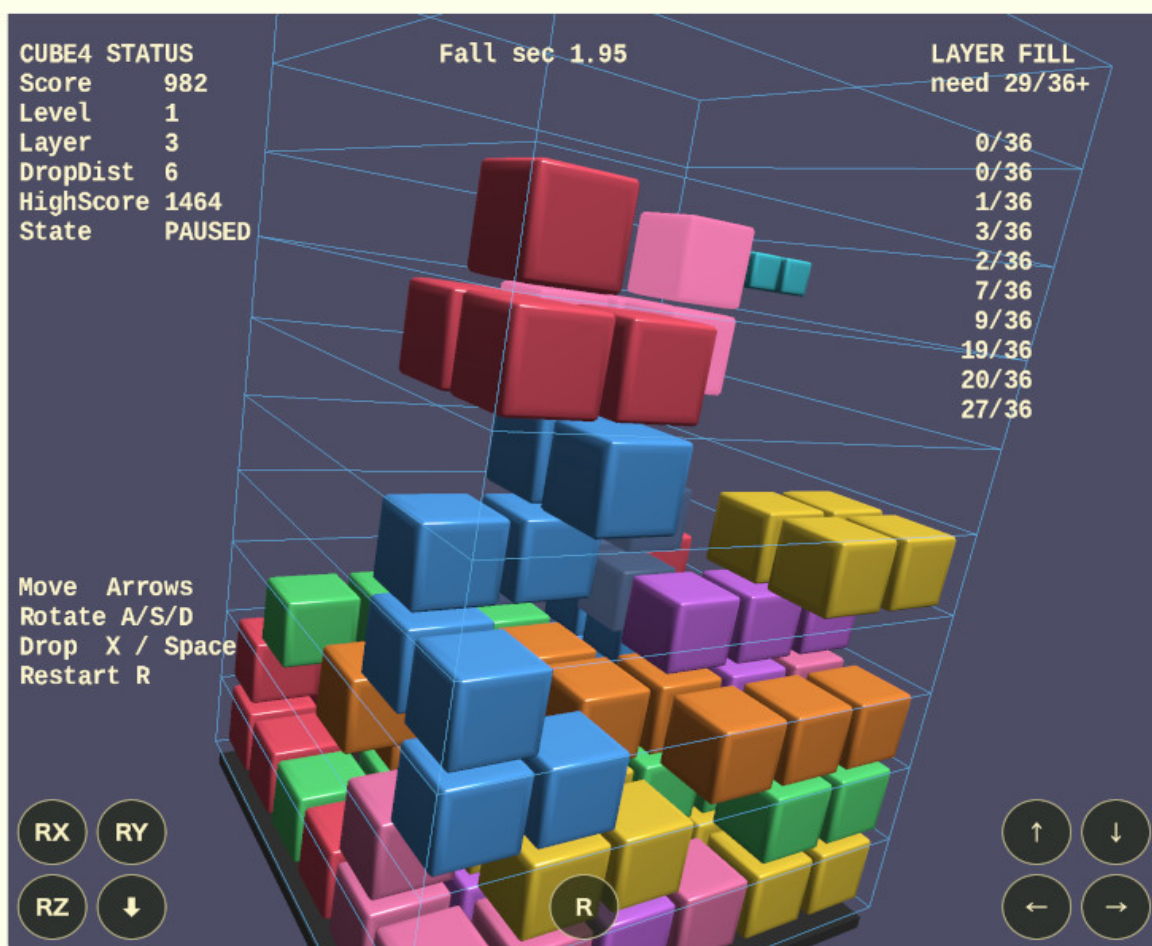 CUBE4 STATUS
Score 982
Level 1
Layer 3
DropDist 6
HighScore 1464
State PAUSED
Fall sec 1.95
LAYER FILL
need 29/36+
0/36
0/36
1/36
3/36
2/36
7/36
9/36
19/36
20/36
27/36
Move Arrows
Rotate A/S/D
Drop X / Space
Restart R
RX RY
RZ ⬇
R
↑ ↓
← →